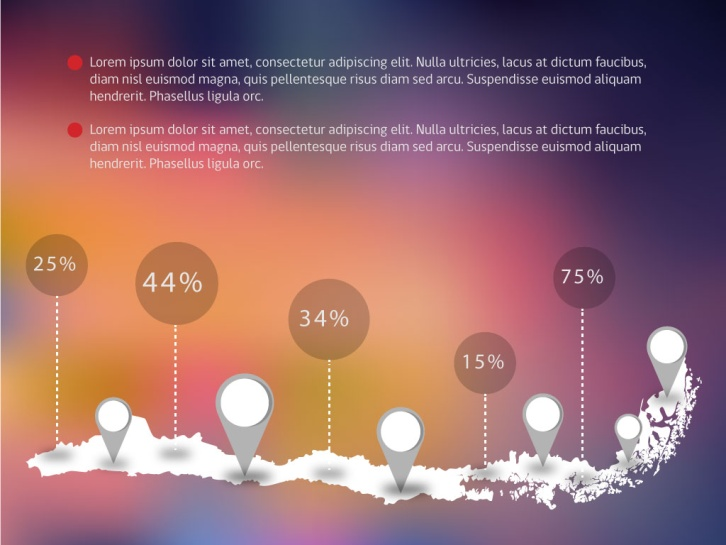 Lorem ipsum dolor sit amet, consectetur adipiscing elit. Nulla ultricies, lacus at dictum faucibus,
diam nisl euismod magna, quis pellentesque risus diam sed arcu. Suspendisse euismod aliquam
hendrerit. Phasellus ligula orc.
Lorem ipsum dolor sit amet, consectetur adipiscing elit. Nulla ultricies, lacus at dictum faucibus,
diam nisl euismod magna, quis pellentesque risus diam sed arcu. Suspendisse euismod aliquam
hendrerit. Phasellus ligula orc.
25%
44%
34%
15%
75%